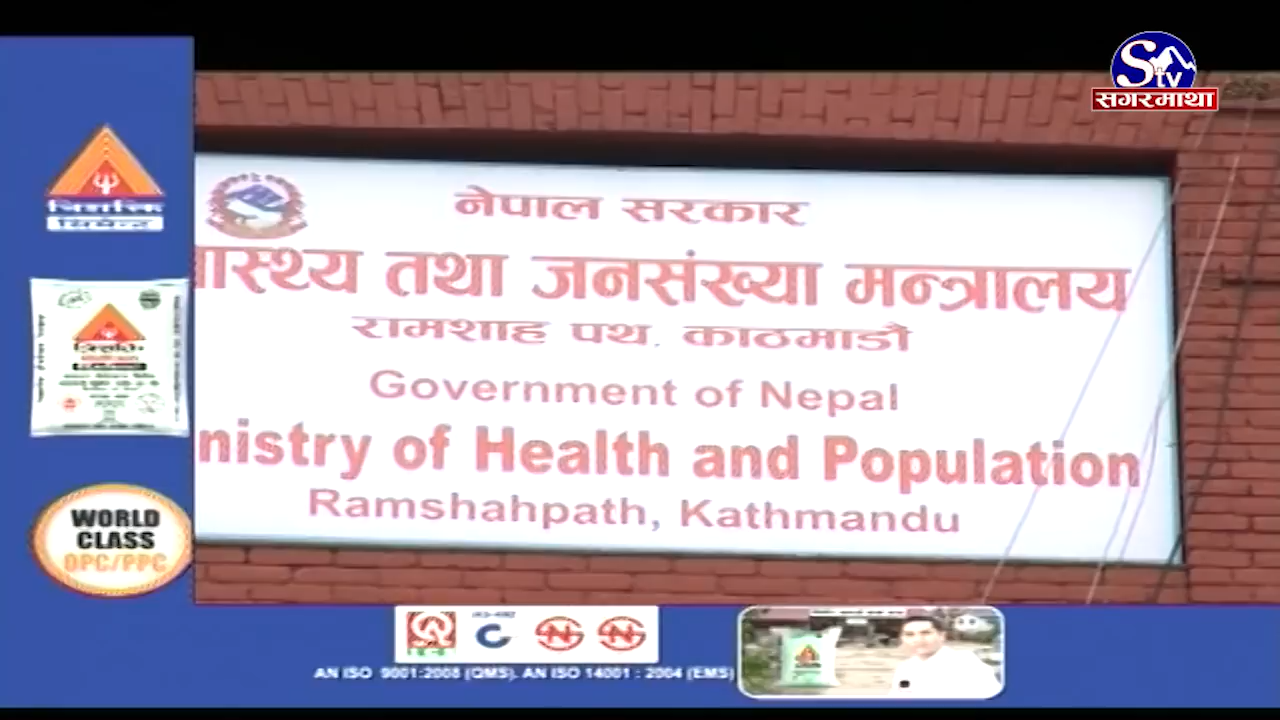 STV
सगरमाथा
नेपाल सरकार
ास्थ्य तथा जनसंख्या मन्त्रालय
रामशाह पथ, काठमाडौं
Government of Nepal
nistry of Health and Population
Ramshahpath, Kathmandu
WORLD
CLASS
OPC/PPC
AN ISO 9001:2008 (QMS). AN ISO 14001 : 2004 (EMS)